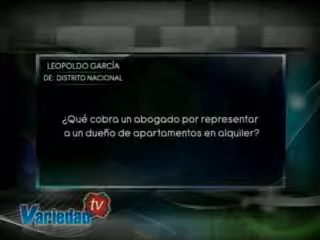 LEOPOLDO GARCÍA
DE: DISTRITO NACIONAL
¿Qué cobra un abogado por representar
a un dueño de apartamentos en alquiler?
Variedad tv